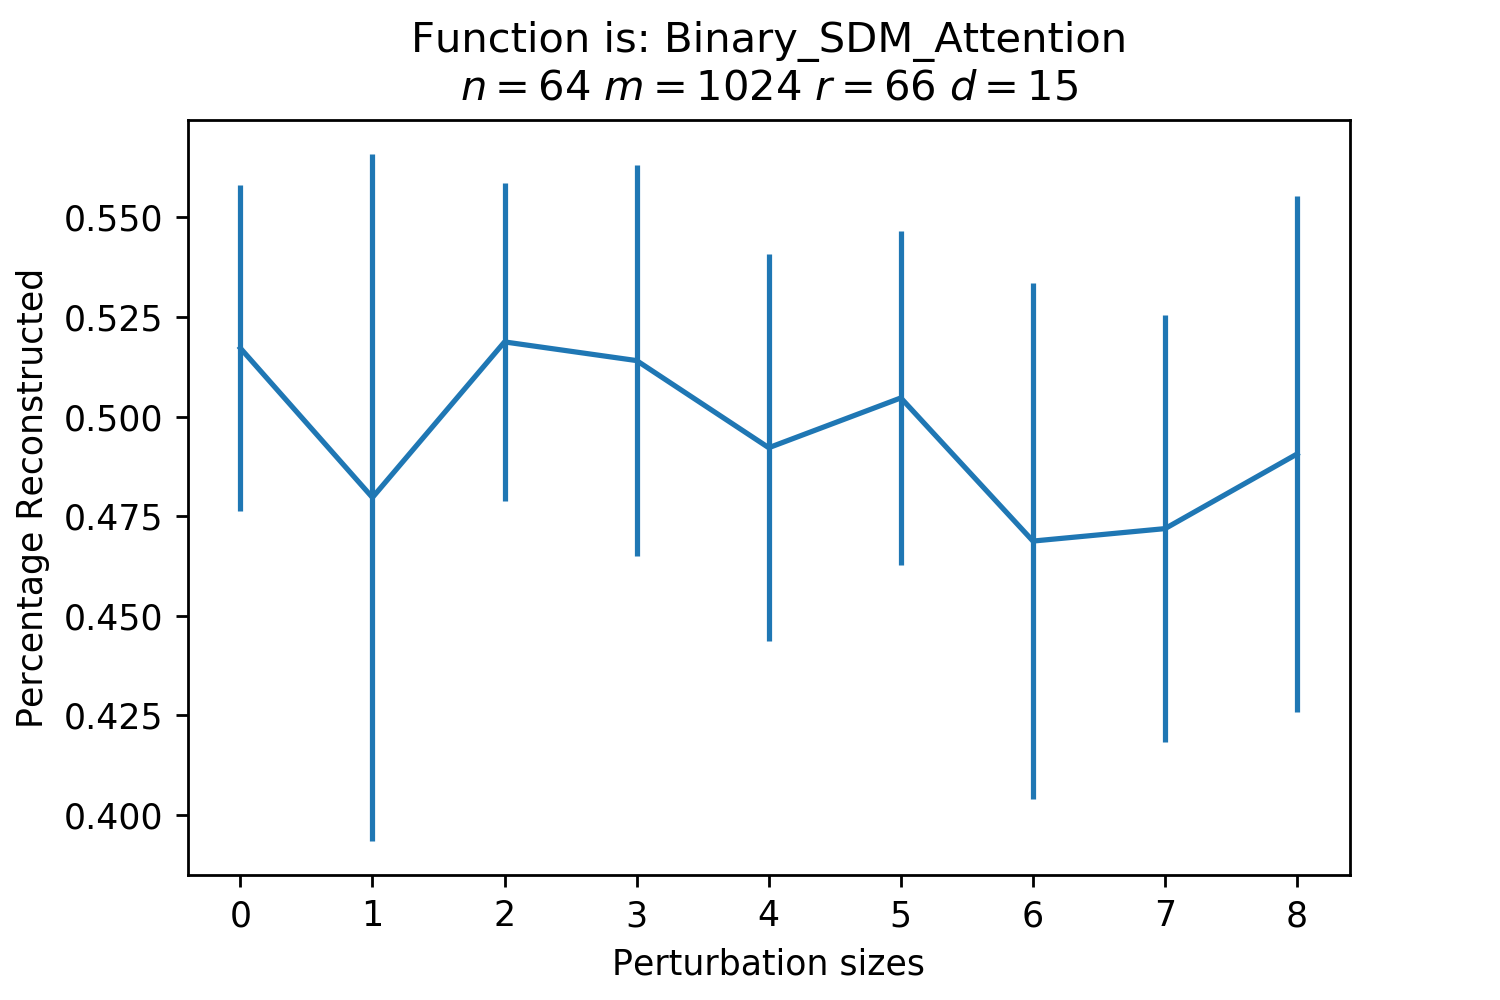 Function is: Binary_SDM_Attention
n = 64 m = 1024 r = 66 d = 15
Percentage Reconstructed
0.550
0.525
0.500
0.475
0.450
0.425
0.400
0 1 2 3 4 5 6 7 8
Perturbation sizes